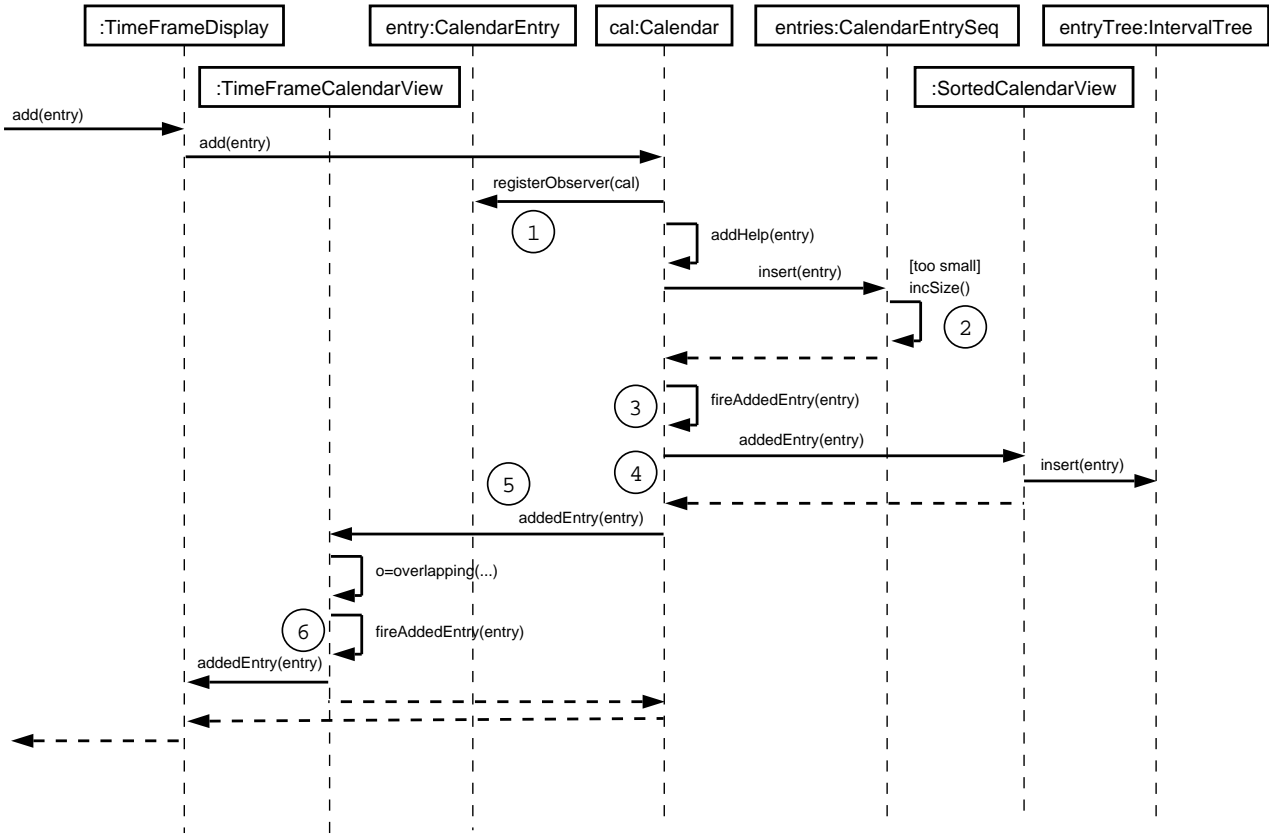 :TimeFrameDisplay
entry:CalendarEntry
cal:Calendar
entries:CalendarEntrySeq
entryTree:IntervalTree
:TimeFrameCalendarView
:SortedCalendarView
add(entry)
add(entry)
registerObserver(cal)
1
addHelp(entry)
insert(entry)
[too small]
incSize()
2
3
fireAddedEntry(entry)
addedEntry(entry)
4
insert(entry)
5
addedEntry(entry)
o=overlapping(...)
6
fireAddedEntry(entry)
addedEntry(entry)